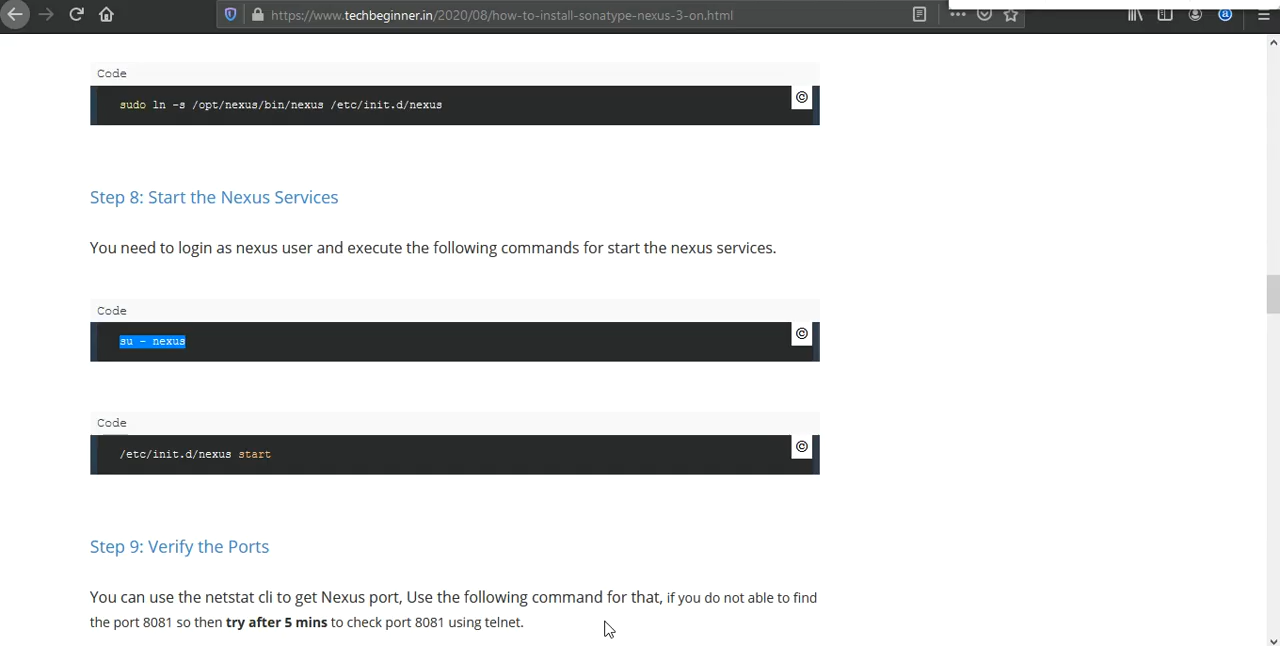 https://www.techbeginner.in/2020/08/how-to-install-sonatype-nexus-3-on.html
Code
sudo ln -s /opt/nexus/bin/nexus /etc/init.d/nexus
Step 8: Start the Nexus Services
You need to login as nexus user and execute the following commands for start the nexus services.
Code
su - nexus
Code
/etc/init.d/nexus start
Step 9: Verify the Ports
You can use the netstat cli to get Nexus port, Use the following command for that, if you do not able to find
the port 8081 so then try after 5 mins to check port 8081 using telnet.